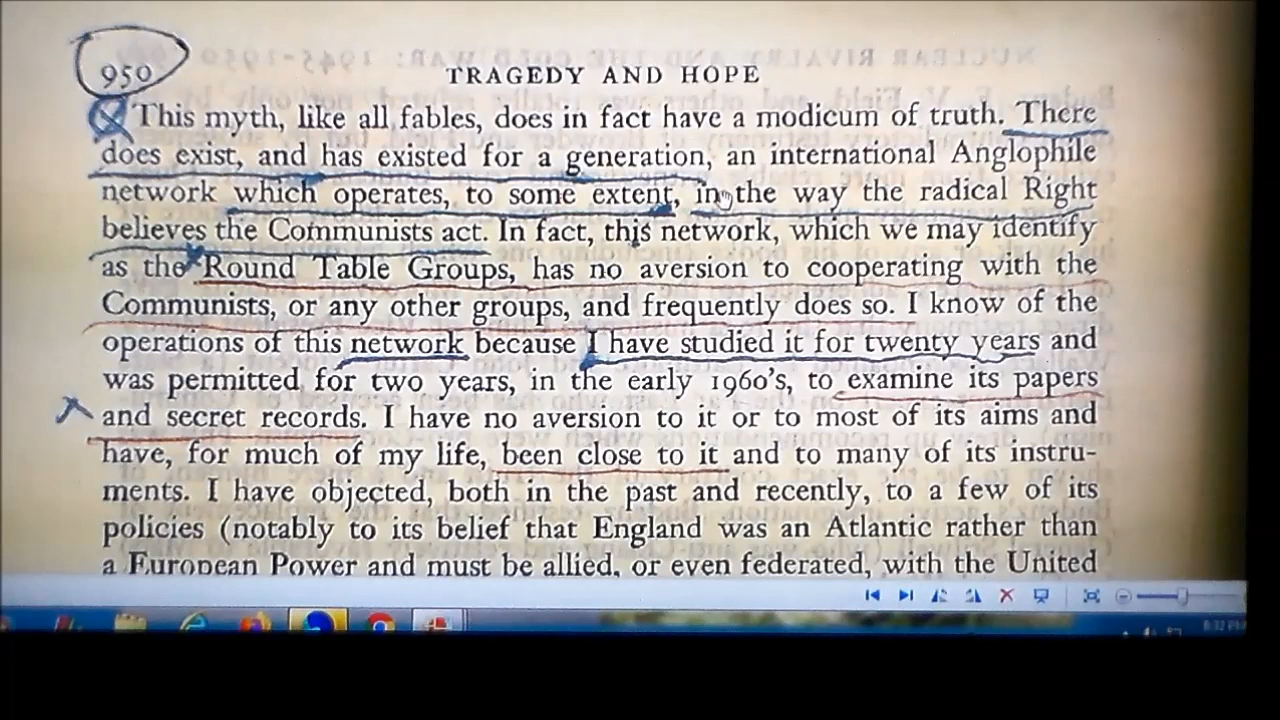 950
TRAGEDY AND HOPE
This myth, like all fables, does in fact have a modicum of truth. There
does exist, and has existed for a generation, an international Anglophile
network which operates, to some extent, in the way the radical Right
believes the Communists act. In fact, this network, which we may identify
as the Round Table Groups, has no aversion to cooperating with the
Communists, or any other groups, and frequently does so. I know of the
operations of this network because I have studied it for twenty years and
was permitted for two years, in the early 1960's, to examine its papers
and secret records. I have no aversion to it or to most of its aims and
have, for much of my life, been close to it and to many of its instru-
ments. I have objected, both in the past and recently, to a few of its
policies (notably to its belief that England was an Atlantic rather than
a European Power and must be allied, or even federated, with the United